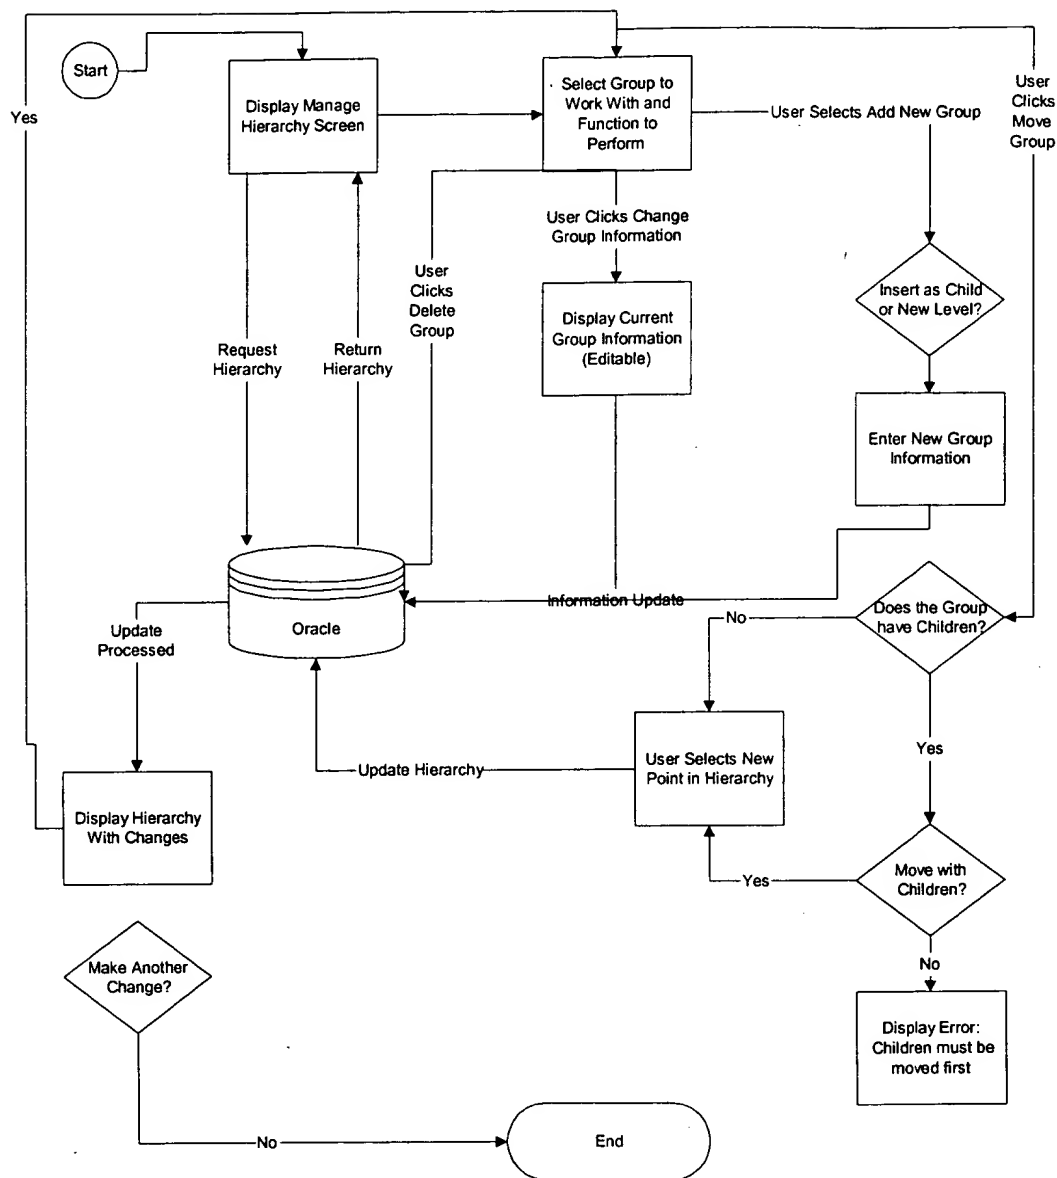 Start
Yes
Display Manage
Hierarchy Screen
Select Group to
Work With and
Function to
Perform
User Selects Add New Group
User
Clicks
Move
Group
User Clicks Change
Group Information
User
Clicks
Delete
Group
Insert as Child
or New Level?
Display Current
Group Information
(Editable)
Request
Hierarchy
Return
Hierarchy
Enter New Group
Information
Information Update
Oracle
Does the Group
have Children?
No
Update
Processed
Yes
User Selects New
Point in Hierarchy
Update Hierarchy
Display Hierarchy
With Changes
Move with
Children?
Yes
No
Make Another
Change?
Display Error:
Children must be
moved first
No
End